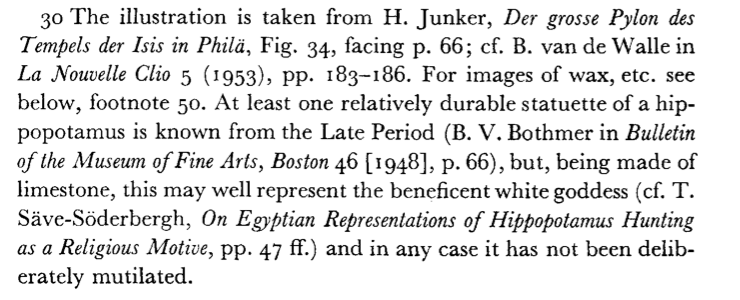 30 The illustration is taken from H. Junker, Der grosse Pylon des
Tempels der Isis in Philä, Fig. 34, facing p. 66; cf. B. van de Walle in
La Nouvelle Clio 5 (1953), pp. 183–186. For images of wax, etc. see
below, footnote 50. At least one relatively durable statuette of a hip-
popotamus is known from the Late Period (B. V. Bothmer in Bulletin
of the Museum of Fine Arts, Boston 46 [1948], p. 66), but, being made of
limestone, this may well represent the beneficent white goddess (cf. T.
Säve-Söderbergh, On Egyptian Representations of Hippopotamus Hunting
as a Religious Motive, pp. 47 ff.) and in any case it has not been delib-
erately mutilated.